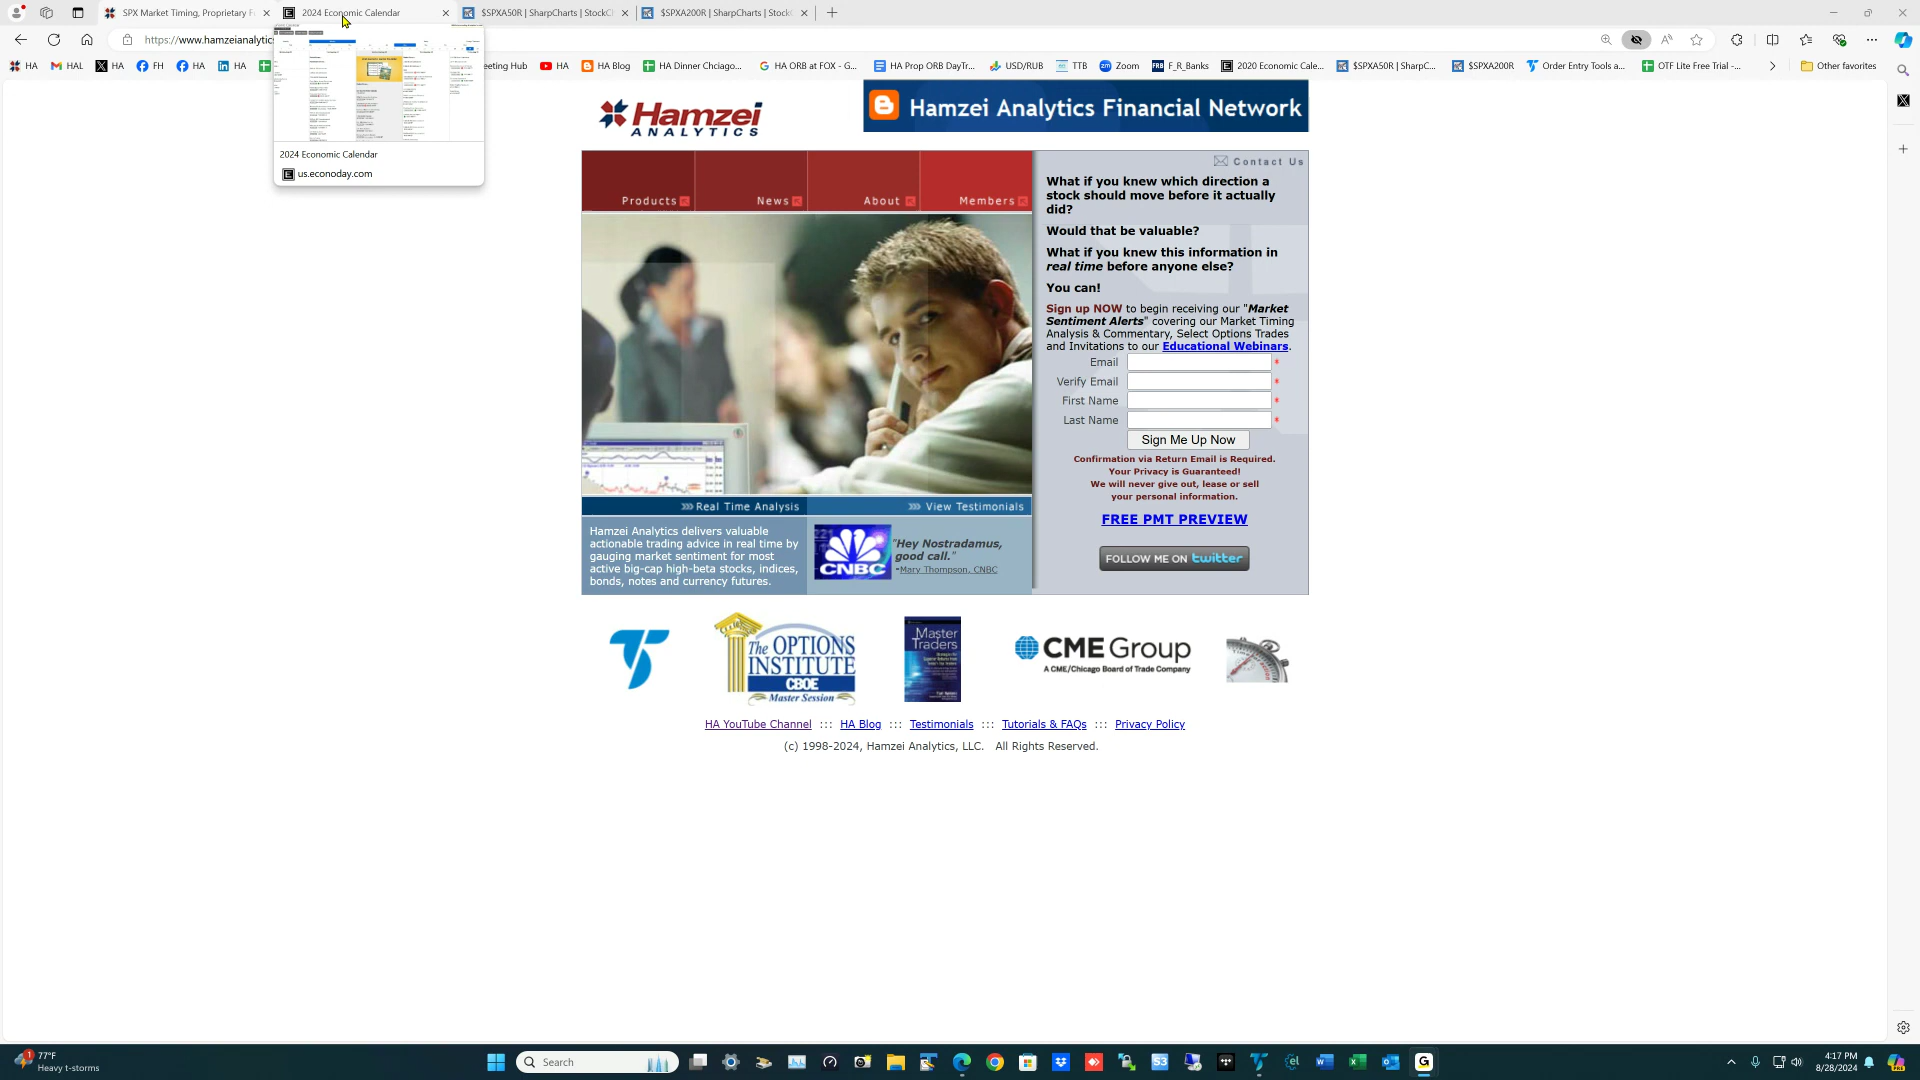 SPX Market Timing, Proprietary F
2024 Economic Calendar
$SPXA50R | SharpCharts | StockC
$SPXA200R | SharpCharts | Stock
https://www.hamzeianalytic
HA
HAL
HA
FH
HA
HA
eeting Hub
HA
HA Blog
HA Dinner Chciago...
HA ORB at FOX - G...
HA Prop ORB DayTr...
USD/RUB
TTB
Zoom
F_R_Banks
2020 Economic Cale...
$SPXA50R | SharpC...
$SPXA200R
Order Entry Tools a...
OTF Lite Free Trial -...
Other favorites
2024 Economic Calendar
us.econoday.com
Hamzei
ANALYTICS
Hamzei Analytics Financial Network
Products
News
About
Members
Contact Us
What if you knew which direction a
stock should move before it actually
did?
Would that be valuable?
What if you knew this information in
real time before anyone else?
You can!
Sign up NOW to begin receiving our "Market
Sentiment Alerts" covering our Market Timing
Analysis & Commentary, Select Options Trades
and Invitations to our Educational Webinars.
Email *
Verify Email *
First Name *
Last Name *
Sign Me Up Now
Confirmation via Return Email is Required.
Your Privacy is Guaranteed!
We will never give out, lease or sell
your personal information.
FREE PMT PREVIEW
FOLLOW ME ON twitter
Real Time Analysis
View Testimonials
Hamzei Analytics delivers valuable
actionable trading advice in real time by
gauging market sentiment for most
active big-cap high-beta stocks, indices,
bonds, notes and currency futures.
CNBC
"Hey Nostradamus,
good call."
-Mary Thompson, CNBC
The OPTIONS
INSTITUTE
CBOE
Master Session
Master
Traders
CME Group
A CME/Chicago Board of Trade Company
HA YouTube Channel ::: HA Blog ::: Testimonials ::: Tutorials & FAQs ::: Privacy Policy
(c) 1998-2024, Hamzei Analytics, LLC. All Rights Reserved.
1
77°F
Heavy t-storms
Search
4:17 PM
8/28/2024